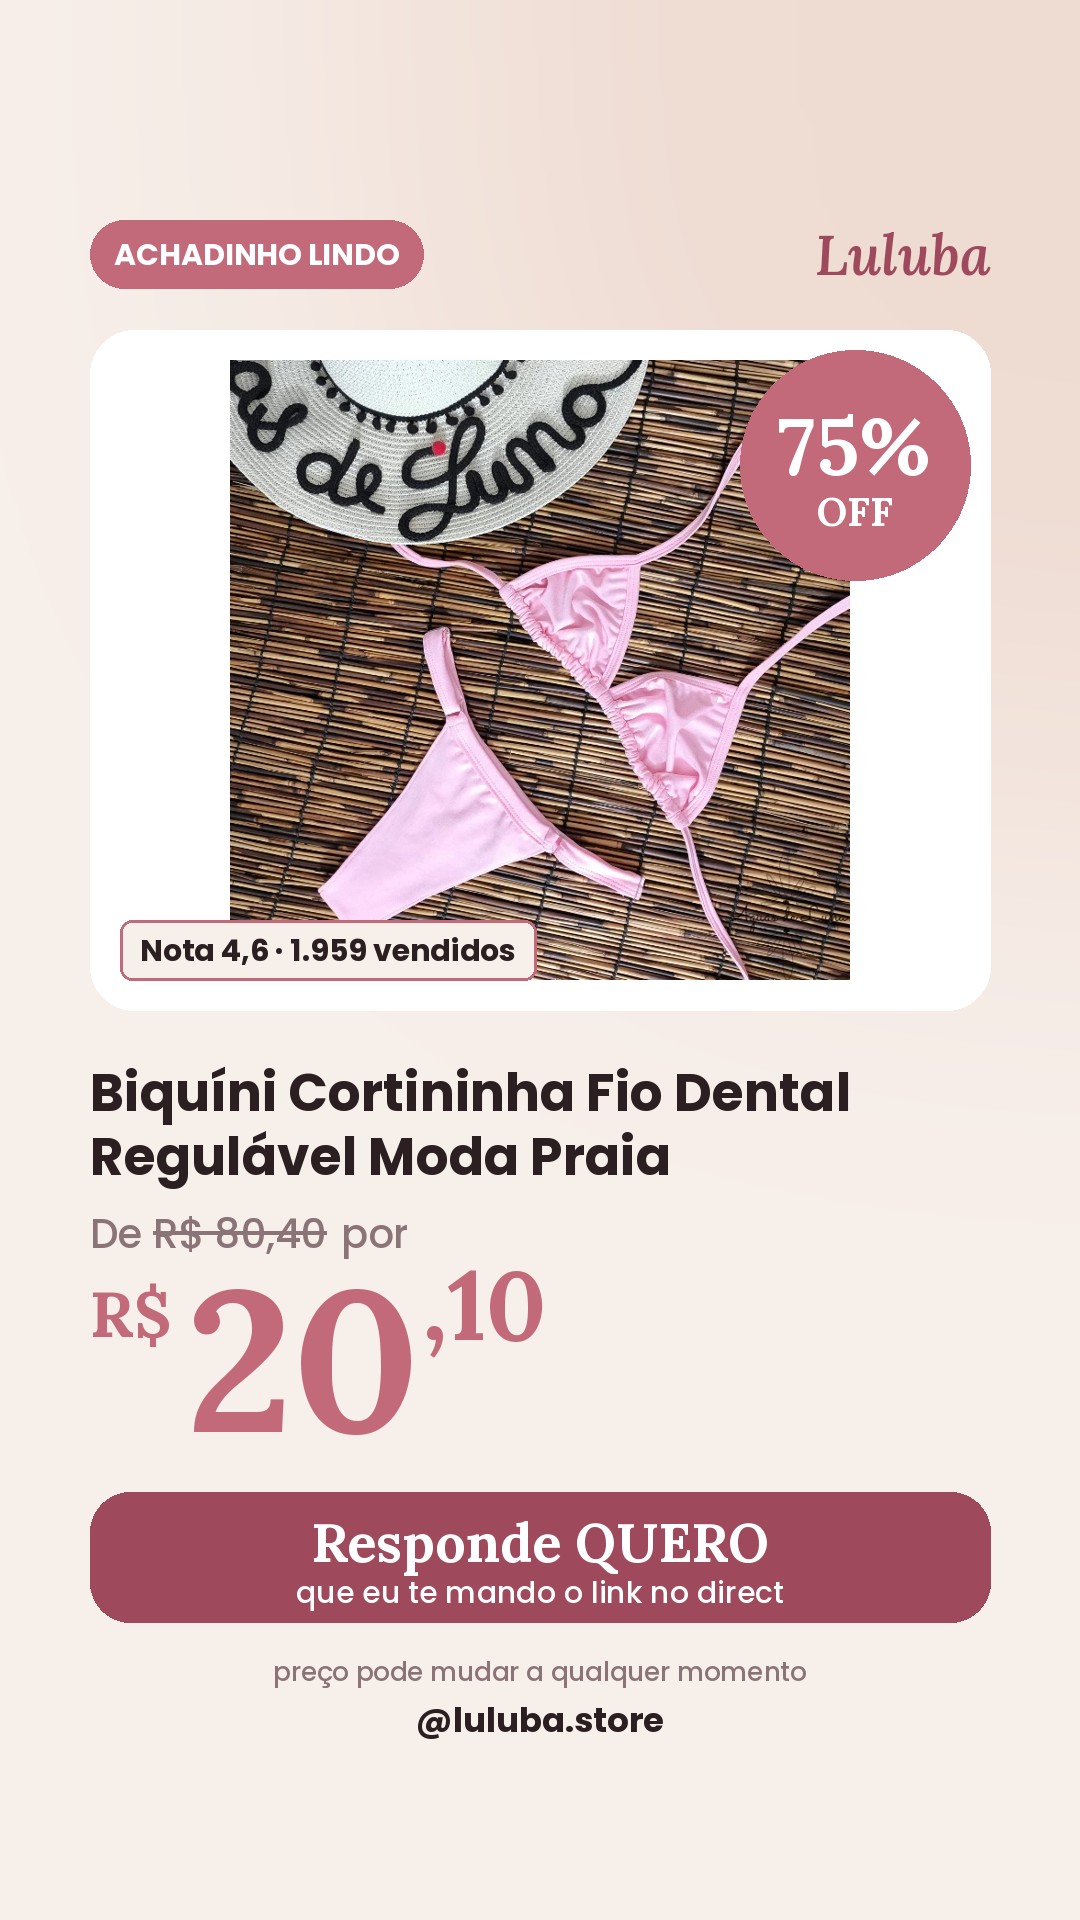 ACHADINHO LINDO
Luluba
as de Luma
75%
OFF
Nota 4,6 · 1.959 vendidos
Biquíni Cortininha Fio Dental
Regulável Moda Praia
De R$ 80,40 por
R$ 20,10
Responde QUERO
que eu te mando o link no direct
preço pode mudar a qualquer momento
@luluba.store